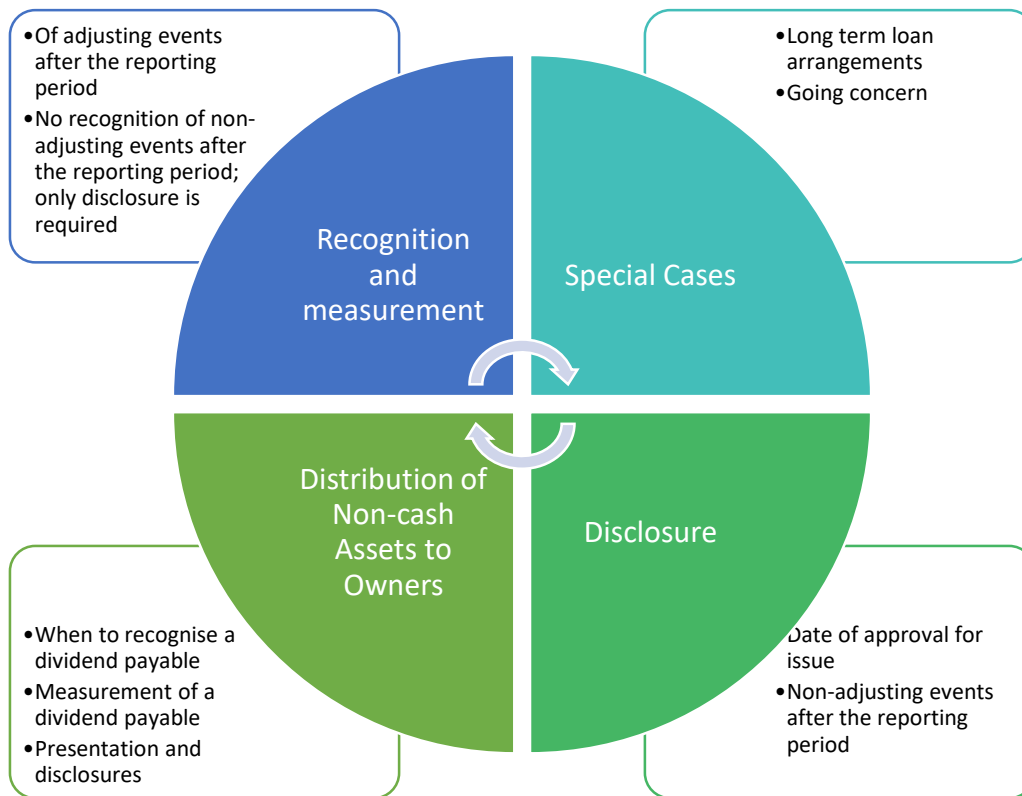 •Of adjusting events
after the reporting
period
•No recognition of non-
adjusting events after
the reporting period;
only disclosure is
required
•Long term loan
arrangements
•Going concern
Recognition
and
measurement
Special Cases
Distribution of
Non-cash
Assets to
Owners
Disclosure
•When to recognise a
dividend payable
•Measurement of a
dividend payable
•Presentation and
disclosures
Date of approval for
issue
•Non-adjusting events
after the reporting
period